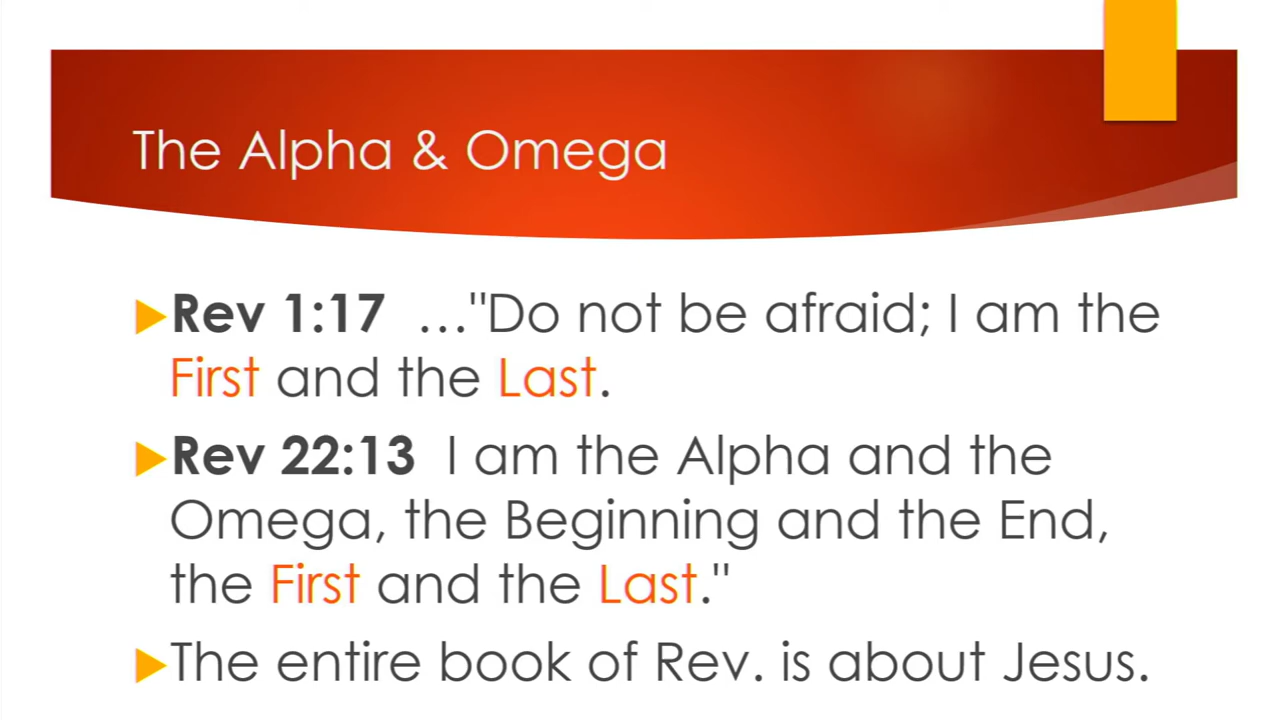 The Alpha & Omega
Rev 1:17 …"Do not be afraid; I am the
First and the Last.
Rev 22:13 I am the Alpha and the
Omega, the Beginning and the End,
the First and the Last."
The entire book of Rev. is about Jesus.